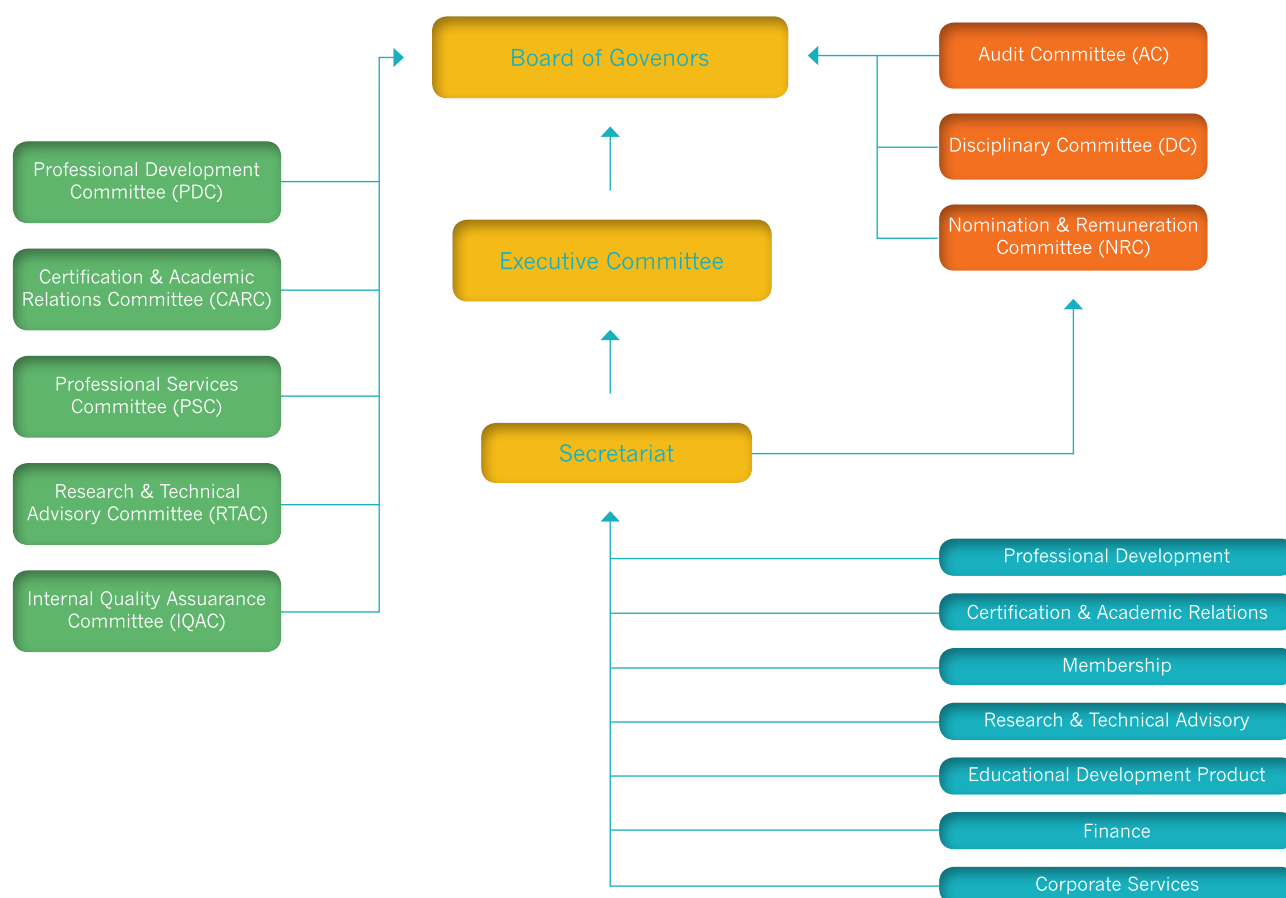 Board of Govenors
Executive Committee
Secretariat
Professional Development
Committee (PDC)
Certification & Academic
Relations Committee (CARC)
Professional Services
Committee (PSC)
Research & Technical
Advisory Committee (RTAC)
Internal Quality Assuarance
Committee (IQAC)
Audit Committee (AC)
Disciplinary Committee (DC)
Nomination & Remuneration
Committee (NRC)
Professional Development
Certification & Academic Relations
Membership
Research & Technical Advisory
Educational Development Product
Finance
Corporate Services